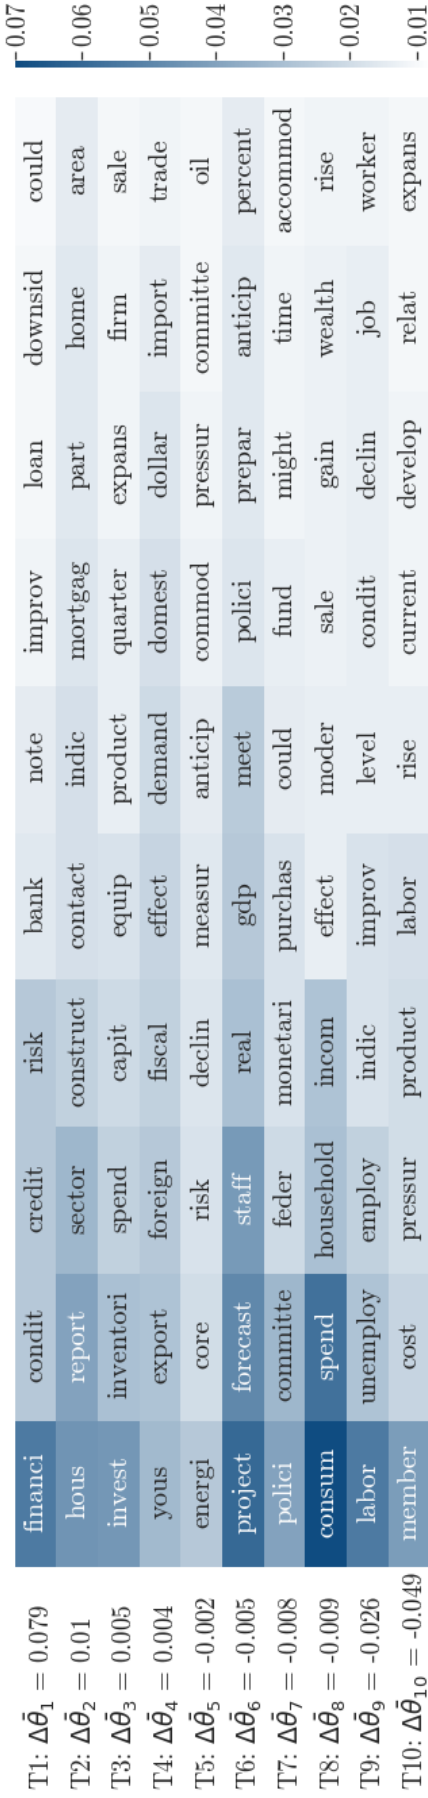 T1: Δθ̄₁ = 0.079 financi condit credit risk bank note improv loan downsid could
T2: Δθ̄₂ = 0.01 hous report sector construct contact indic mortgag part home area
T3: Δθ̄₃ = 0.005 invest inventori spend capit equip product quarter expans firm sale
T4: Δθ̄₄ = 0.004 yous export foreign fiscal effect demand domest dollar import trade
T5: Δθ̄₅ = -0.002 energi core risk declin measur anticip commod pressur committe oil
T6: Δθ̄₆ = -0.005 project forecast staff real gdp meet polici prepar anticip percent
T7: Δθ̄₇ = -0.008 polici committe feder monetari purchas could fund might time accommod
T8: Δθ̄₈ = -0.009 consum spend household incom effect moder sale gain wealth rise
T9: Δθ̄₉ = -0.026 labor unemploy employ indic improv level condit declin job worker
T10: Δθ̄₁₀ = -0.049 member cost pressur product labor rise current develop relat expans
0.07
0.06
0.05
0.04
0.03
0.02
0.01